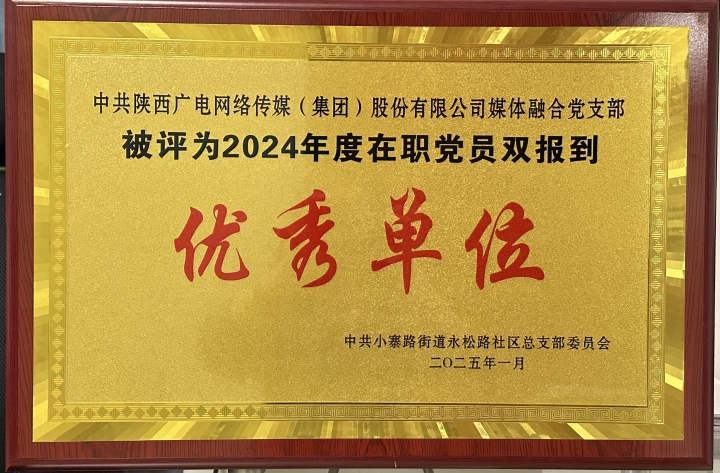 中共陕西广电网络传媒（集团）股份有限公司媒体融合党支部
被评为2024年度在职党员双报到
优秀单位
中共小寨路街道永松路社区总支部委员会
二〇二五年一月